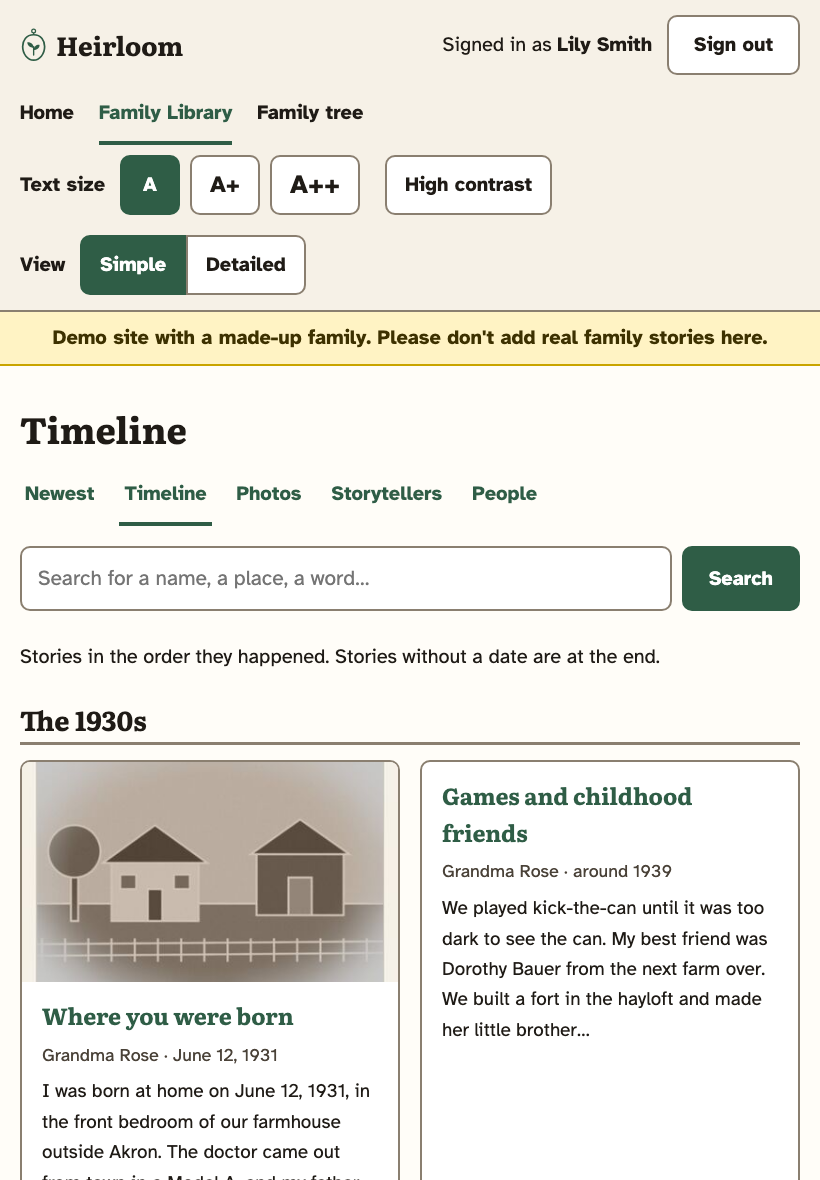 Heirloom
Signed in as Lily Smith
Sign out
Home
Family Library
Family tree
Text size
A
A+
A++
High contrast
View
Simple
Detailed
Demo site with a made-up family. Please don't add real family stories here.
Timeline
Newest
Timeline
Photos
Storytellers
People
Search for a name, a place, a word...
Search
Stories in the order they happened. Stories without a date are at the end.
The 1930s
Where you were born
Grandma Rose · June 12, 1931
I was born at home on June 12, 1931, in
the front bedroom of our farmhouse
outside Akron. The doctor came out
from town in a Model A, and my father
Games and childhood
friends
Grandma Rose · around 1939
We played kick-the-can until it was too
dark to see the can. My best friend was
Dorothy Bauer from the next farm over.
We built a fort in the hayloft and made
her little brother...